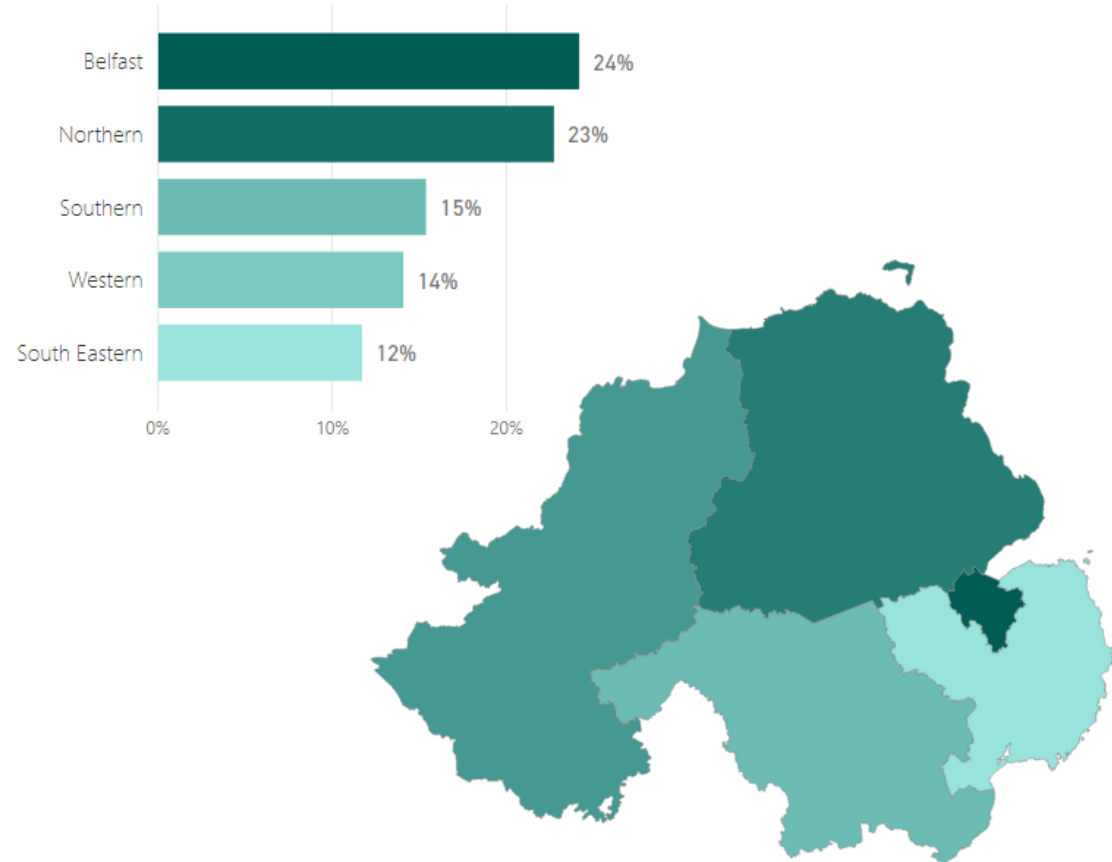 Belfast 24%
Northern 23%
Southern 15%
Western 14%
South Eastern 12%
0% 10% 20%